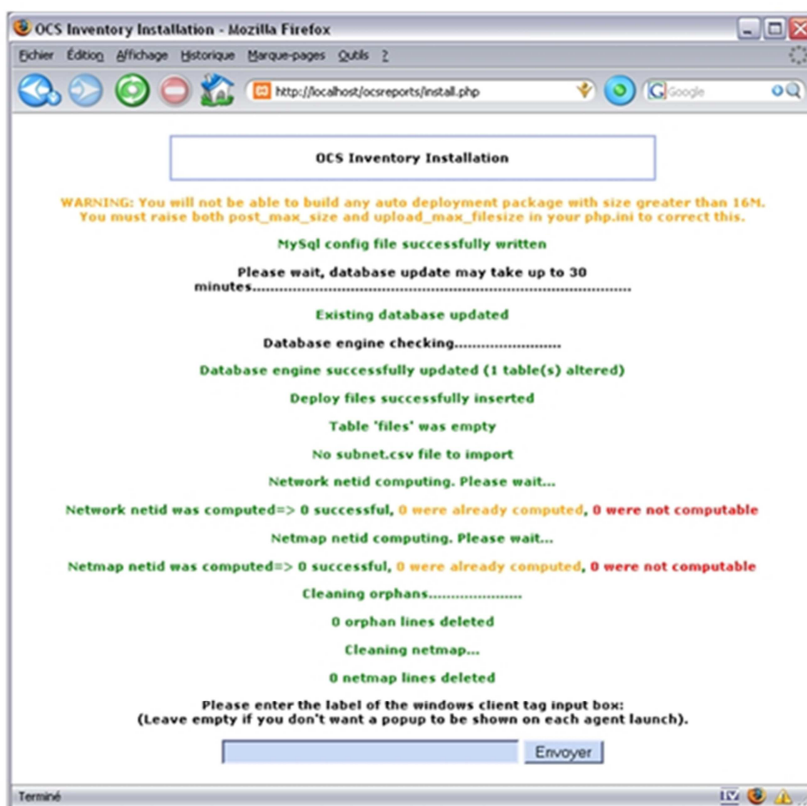 OCS Inventory Installation - Mozilla Firefox
Fichier Édition Affichage Historique Marque-pages Outils ?
http://localhost/ocsreports/install.php
Google
OCS Inventory Installation
WARNING: You will not be able to build any auto deployment package with size greater than 16M.
You must raise both post_max_size and upload_max_filesize in your php.ini to correct this.
MySql config file successfully written
Please wait, database update may take up to 30
minutes.....................................................................................
Existing database updated
Database engine checking........................
Database engine successfully updated (1 table(s) altered)
Deploy files successfully inserted
Table 'files' was empty
No subnet.csv file to import
Network netid computing. Please wait...
Network netid was computed=> 0 successful, 0 were already computed, 0 were not computable
Netmap netid computing. Please wait...
Netmap netid was computed=> 0 successful, 0 were already computed, 0 were not computable
Cleaning orphans.....................
0 orphan lines deleted
Cleaning netmap...
0 netmap lines deleted
Please enter the label of the windows client tag input box:
(Leave empty if you don't want a popup to be shown on each agent launch).
Envoyer
Terminé